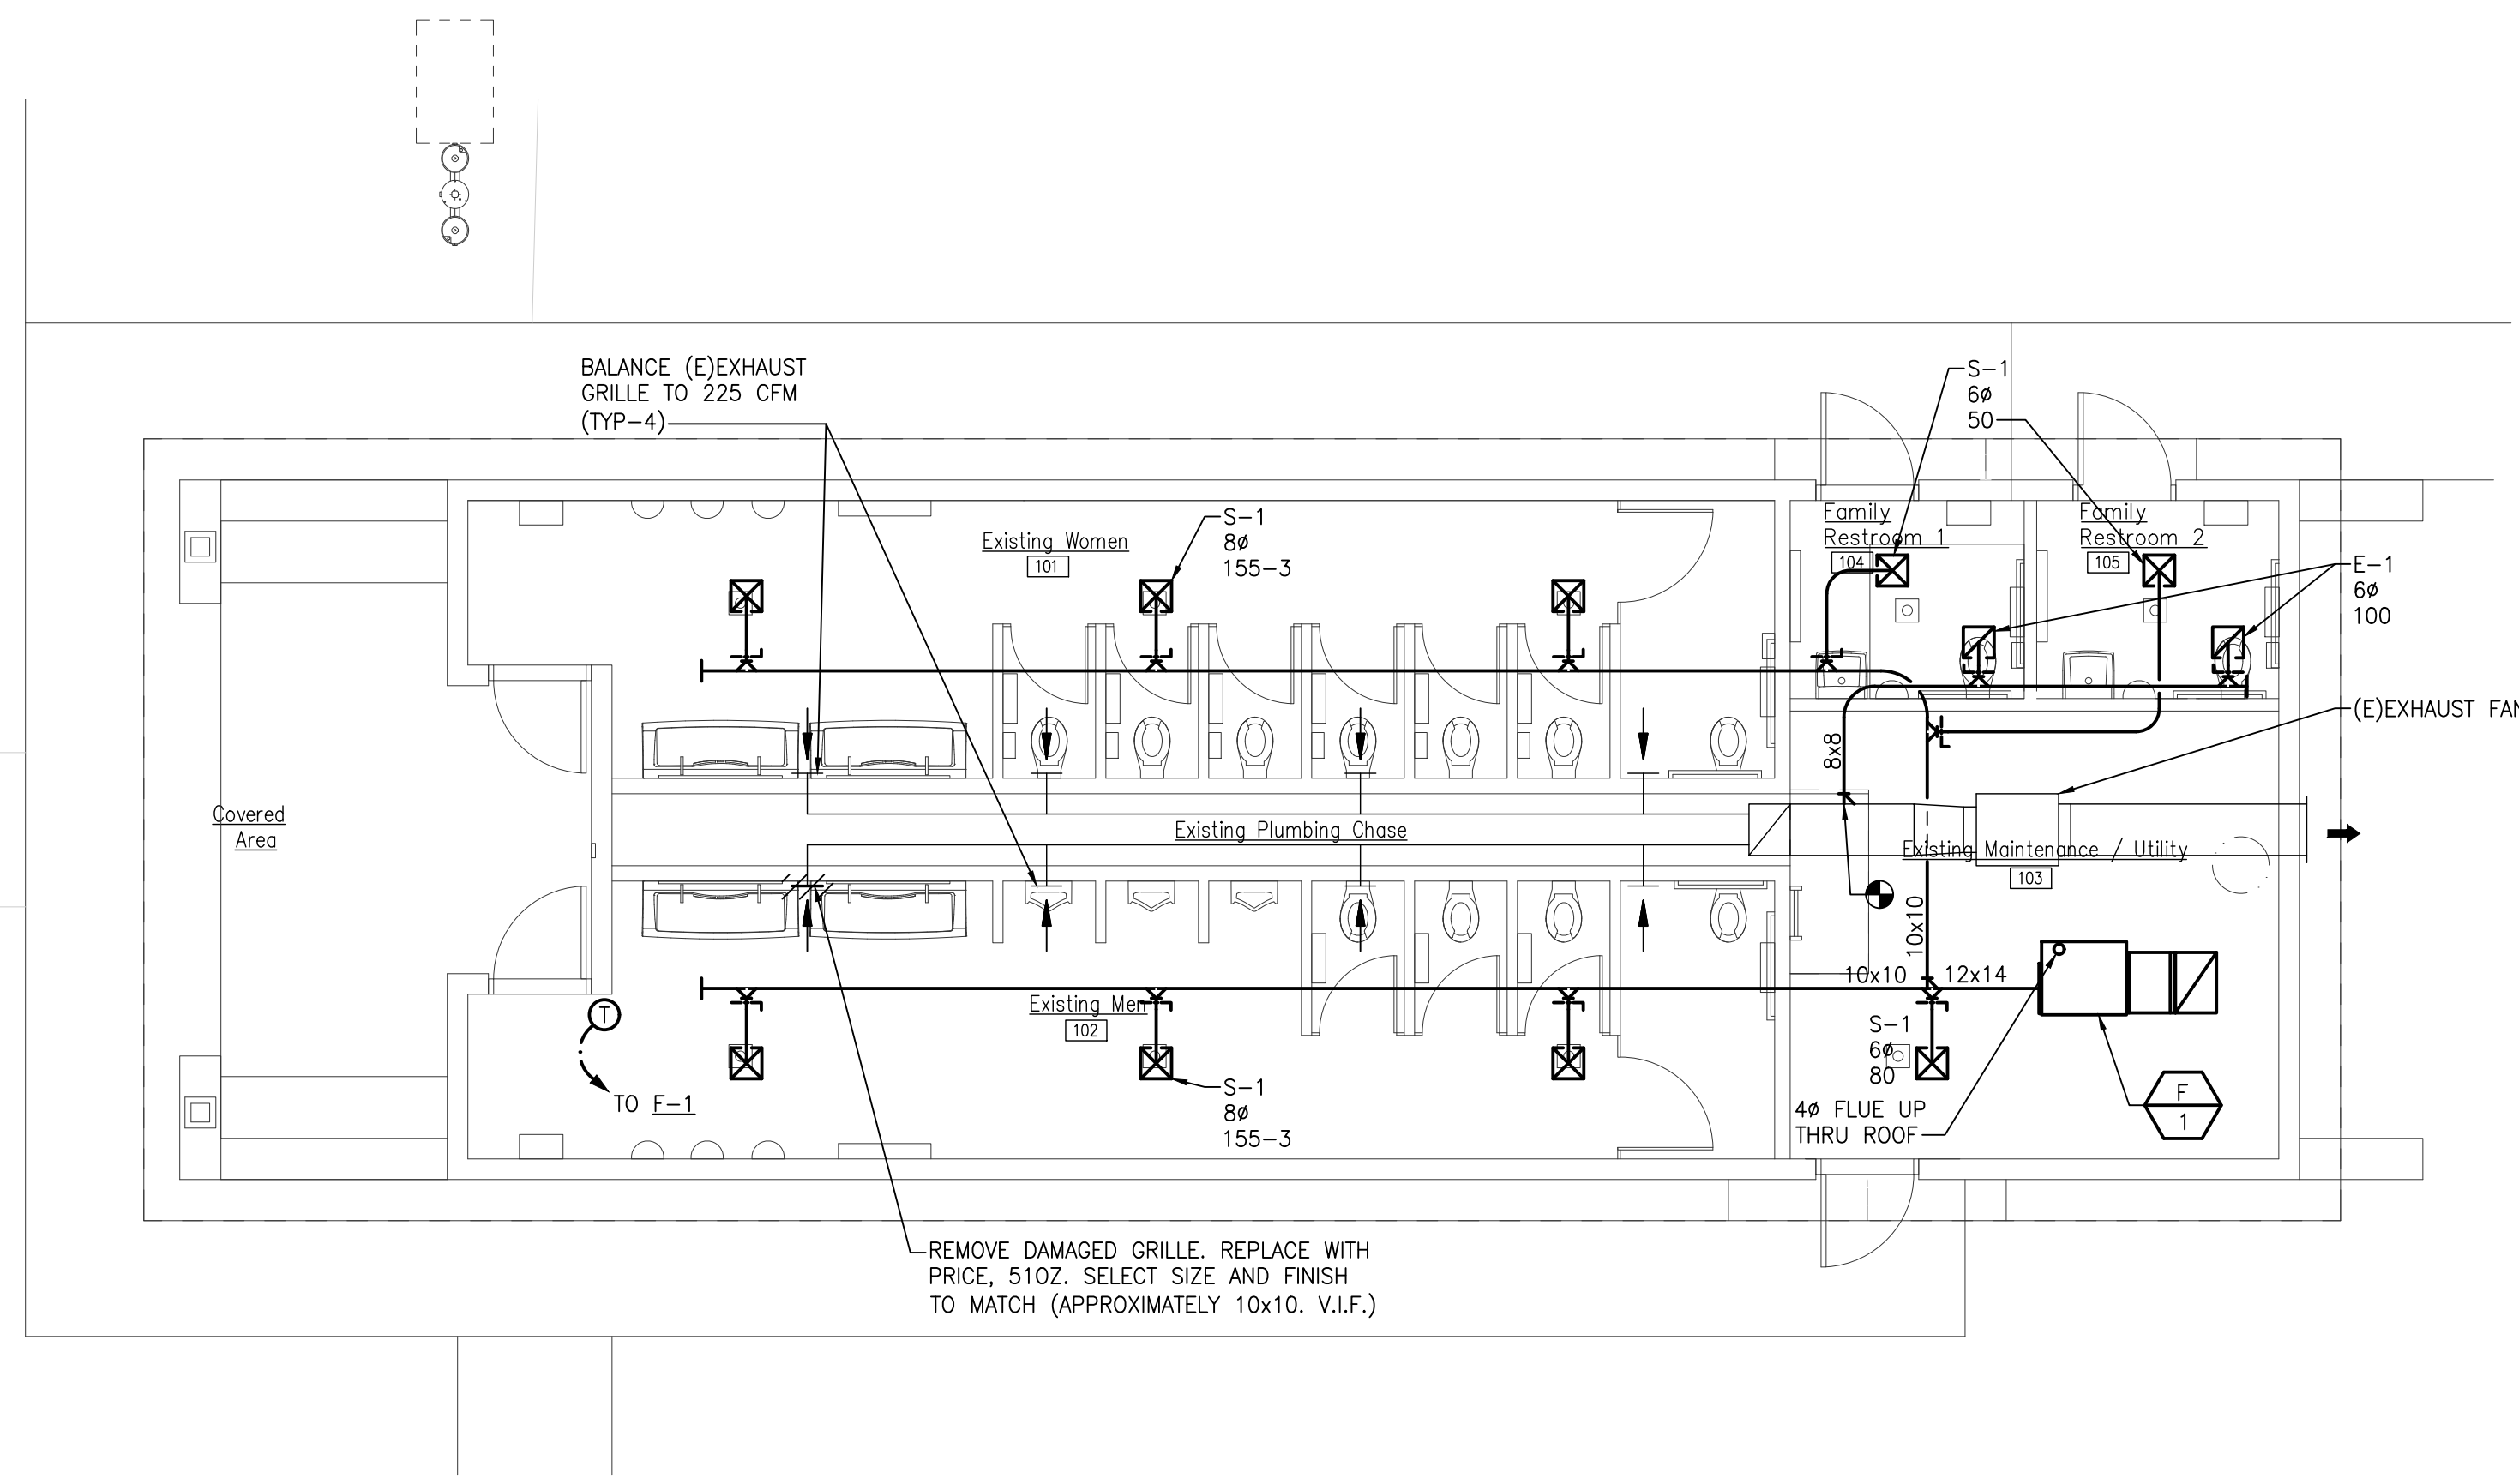 BALANCE (E)EXHAUST
GRILLE TO 225 CFM
(TYP-4)
S-1
6ø
50
S-1
8ø
155-3
Existing Women
101
Family
Restroom 1
104
Family
Restroom 2
105
E-1
6ø
100
(E)EXHAUST FAN
8x8
Covered
Area
Existing Plumbing Chase
Existing Maintenance / Utility
103
10x10
10x10
12x14
Existing Men
102
T
TO F-1
S-1
8ø
155-3
S-1
6ø
80
4ø FLUE UP
THRU ROOF
F
1
REMOVE DAMAGED GRILLE. REPLACE WITH
PRICE, 510Z. SELECT SIZE AND FINISH
TO MATCH (APPROXIMATELY 10x10. V.I.F.)